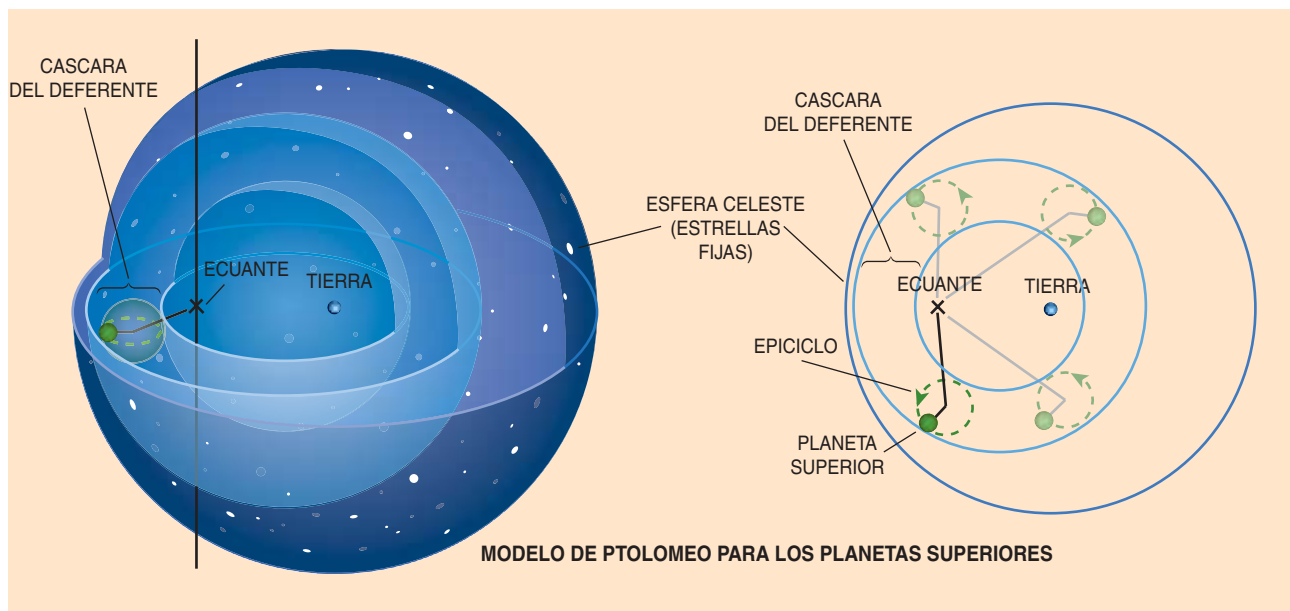 CASCARA
DEL DEFERENTE
ECUANTE
TIERRA
ESFERA CELESTE
(ESTRELLAS
FIJAS)
CASCARA
DEL DEFERENTE
ECUANTE
TIERRA
EPICICLO
PLANETA
SUPERIOR
MODELO DE PTOLOMEO PARA LOS PLANETAS SUPERIORES